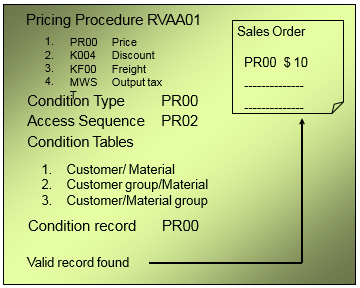 Pricing Procedure RVAA01
1. PR00 Price
2. K004 Discount
3. KF00 Freight
4. MWS Output tax
T
Condition Type PR00
Access Sequence PR02
Condition Tables
1. Customer/ Material
2. Customer group/Material
3. Customer/Material group
Condition record PR00
Valid record found
Sales Order
PR00 $ 10
--------------
--------------